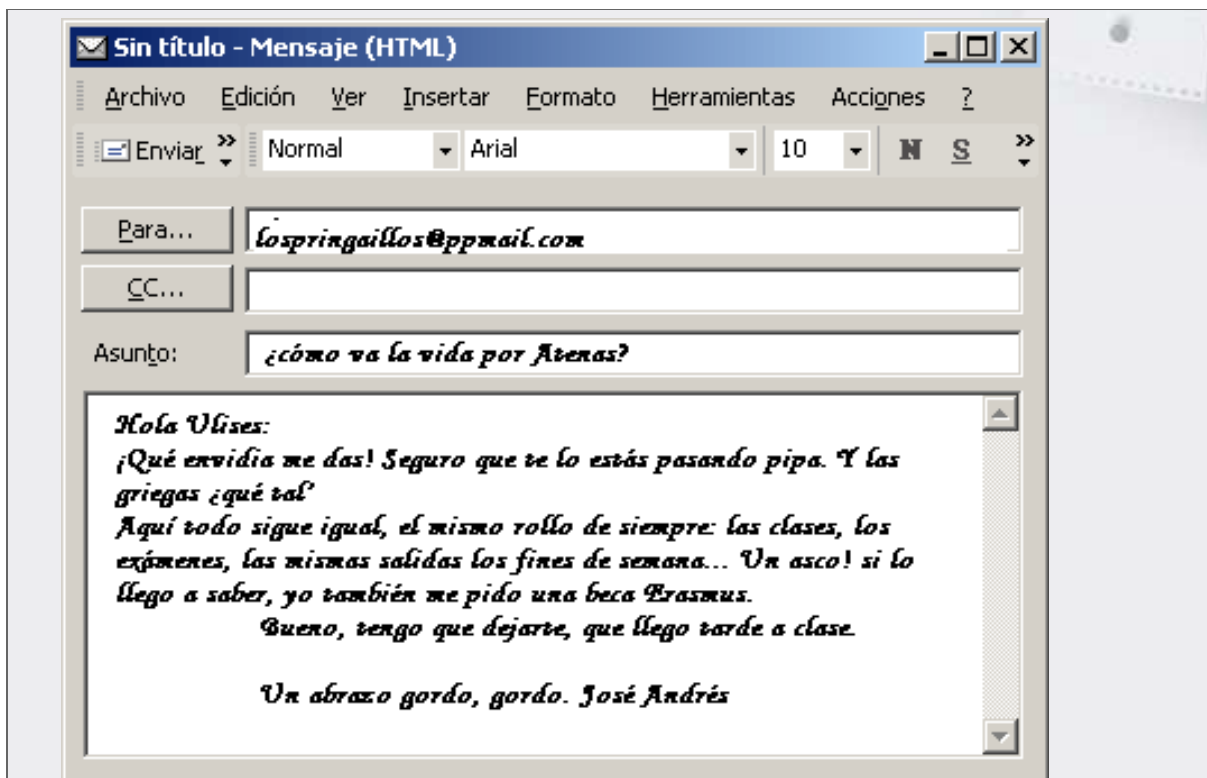 Sin título - Mensaje (HTML)
Archivo Edición Ver Insertar Formato Herramientas Acciones ?
Enviar Normal Arial 10 N S
Para... lospringaillos@ppmail.com
CC...
Asunto: ¿cómo va la vida por Atenas?
Hola Ulises:
¡Qué envidia me das! Seguro que te lo estás pasando pipa. Y las
griegas ¿qué tal?
Aquí todo sigue igual, el mismo rollo de siempre: las clases, los
exámenes, las mismas salidas los fines de semana... Un asco! si lo
llego a saber, yo también me pido una beca Erasmus.
Bueno, tengo que dejarte, que llego tarde a clase.
Un abrazo gordo, gordo. José Andrés